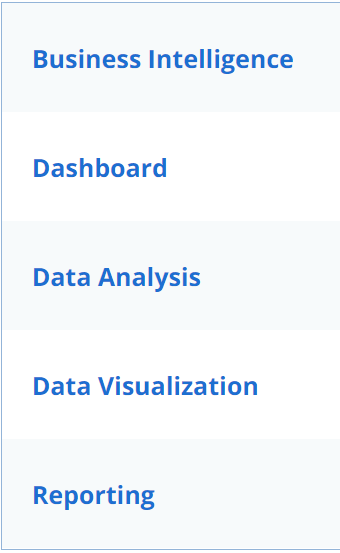 Business Intelligence
Dashboard
Data Analysis
Data Visualization
Reporting